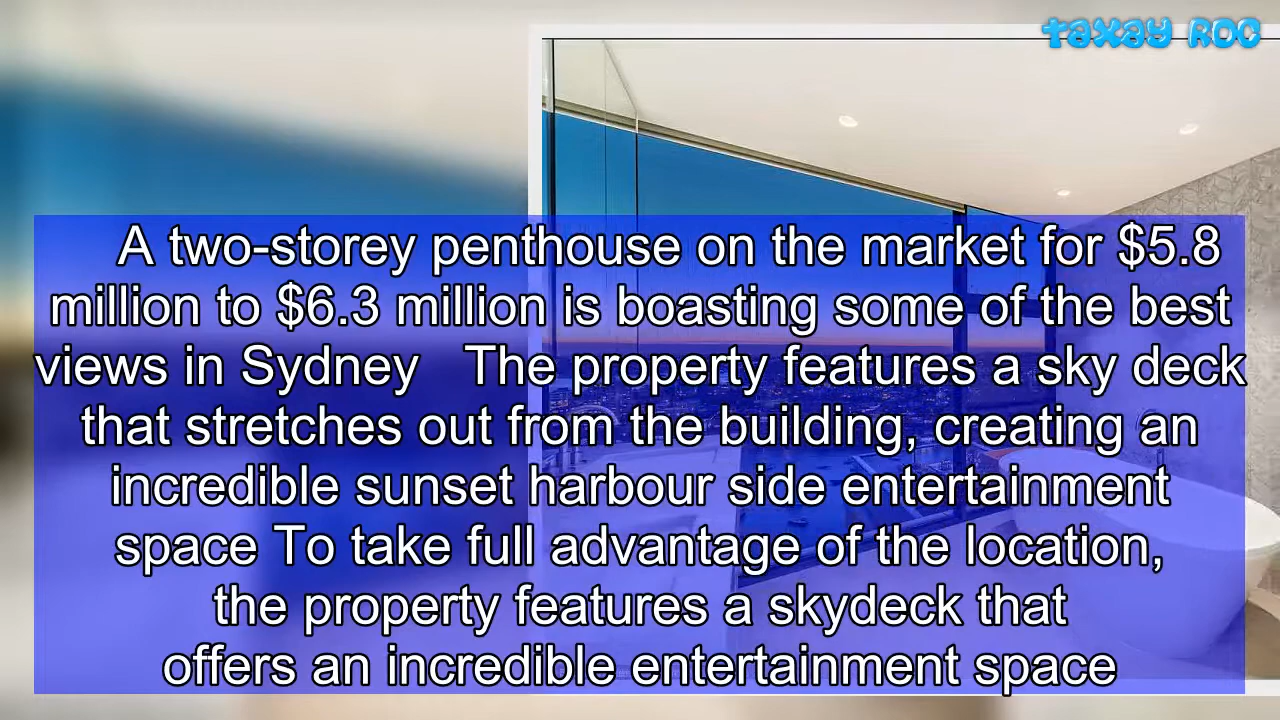 taxay ROC
A two-storey penthouse on the market for $5.8
million to $6.3 million is boasting some of the best
views in Sydney   The property features a sky deck
that stretches out from the building, creating an
incredible sunset harbour side entertainment
space To take full advantage of the location,
the property features a skydeck that
offers an incredible entertainment space